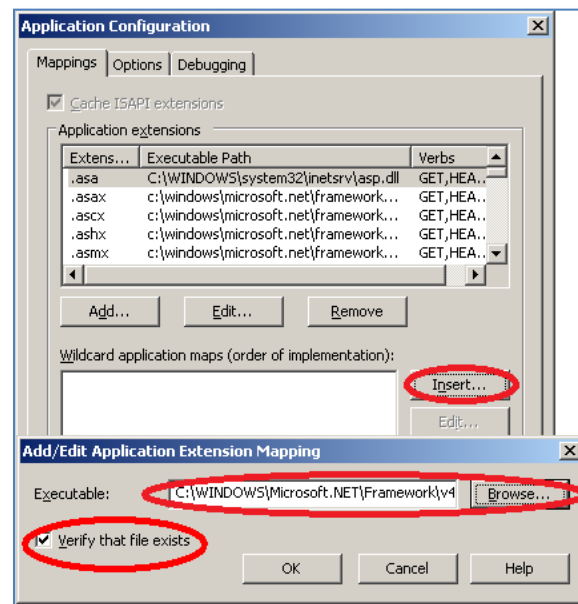 Application Configuration
Mappings Options Debugging
Cache ISAPI extensions
Application extensions
Extens... Executable Path Verbs
.asa C:\WINDOWS\system32\inetsrv\asp.dll GET,HEA...
.asax c:\windows\microsoft.net\framework... GET,HEA...
.ascx c:\windows\microsoft.net\framework... GET,HEA...
.ashx c:\windows\microsoft.net\framework... GET,HEA...
.asmx c:\windows\microsoft.net\framework... GET,HEA...
Add... Edit... Remove
Wildcard application maps (order of implementation):
Insert...
Edit...
Add/Edit Application Extension Mapping
Executable: C:\WINDOWS\Microsoft.NET\Framework\v4 Browse...
Verify that file exists
OK Cancel Help